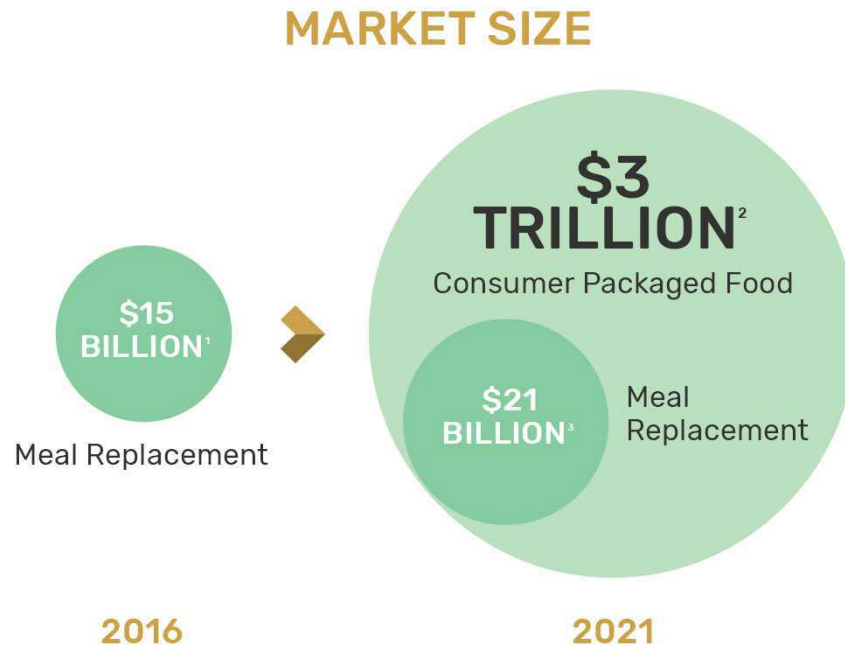 MARKET SIZE
$15
BILLION¹
Meal Replacement
$3
TRILLION²
Consumer Packaged Food
$21
BILLION³
Meal
Replacement
2016
2021